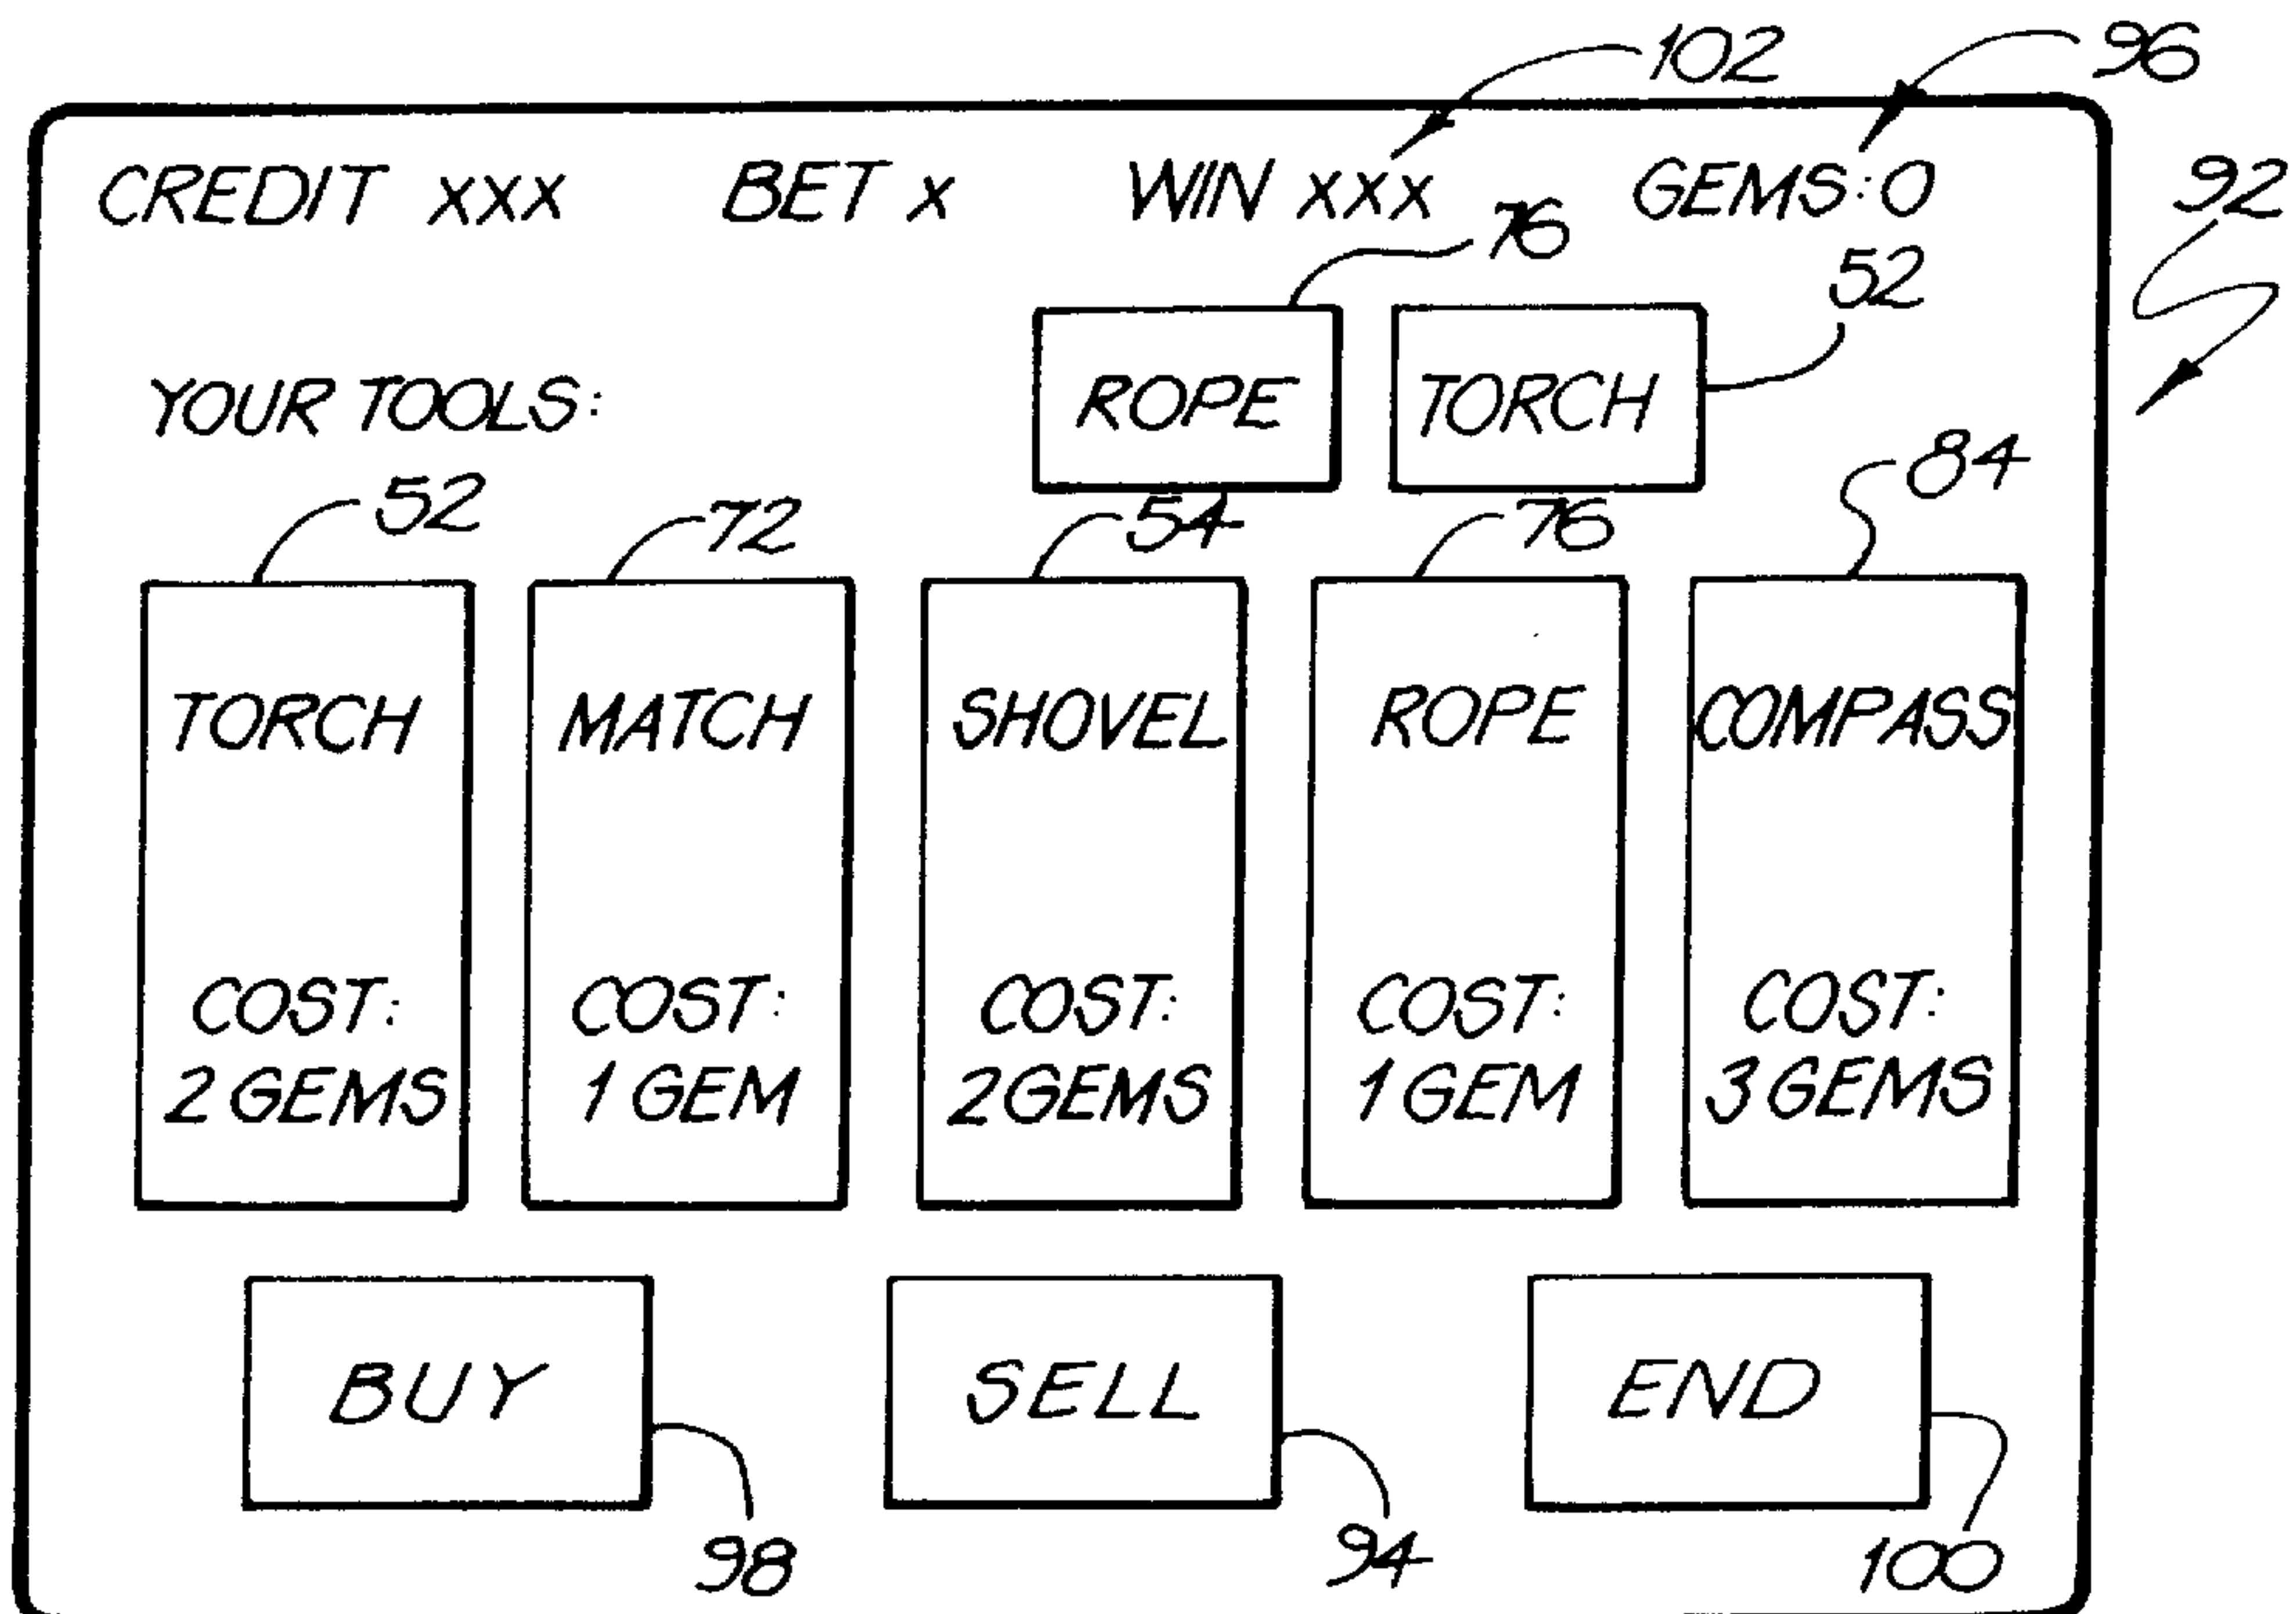 102 96
CREDIT xxx BET x WIN xxx GEMS:0
92
76 52
YOUR TOOLS: ROPE TORCH
52 72 54 76 84
TORCH MATCH SHOVEL ROPE COMPASS
COST: COST: COST: COST: COST:
2 GEMS 1 GEM 2 GEMS 1 GEM 3 GEMS
BUY SELL END
98 94 100